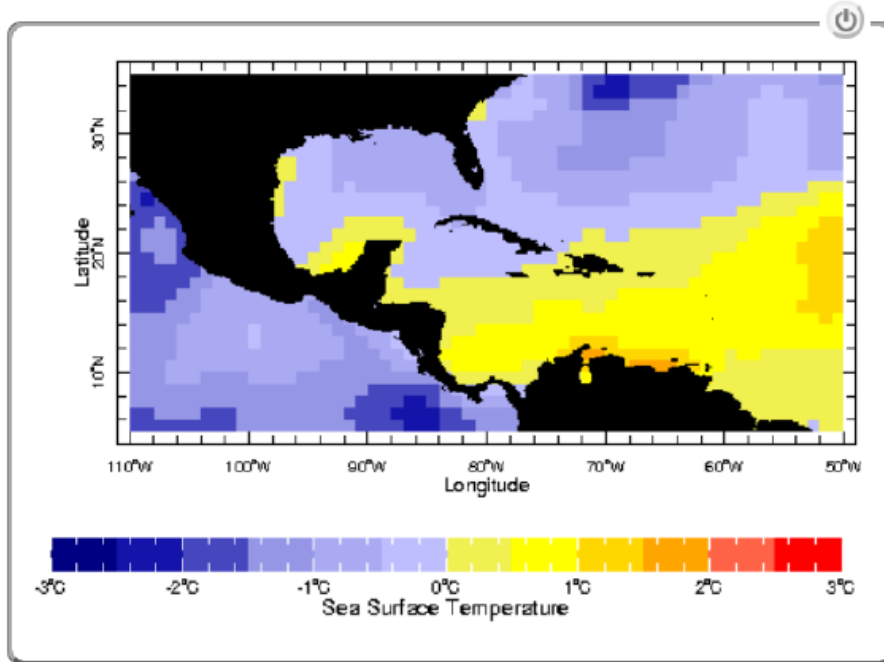 30°N
20°N
10°N
Latitude
110°W 100°W 90°W 80°W 70°W 60°W 50°W
Longitude
-3°C -2°C -1°C 0°C 1°C 2°C 3°C
Sea Surface Temperature